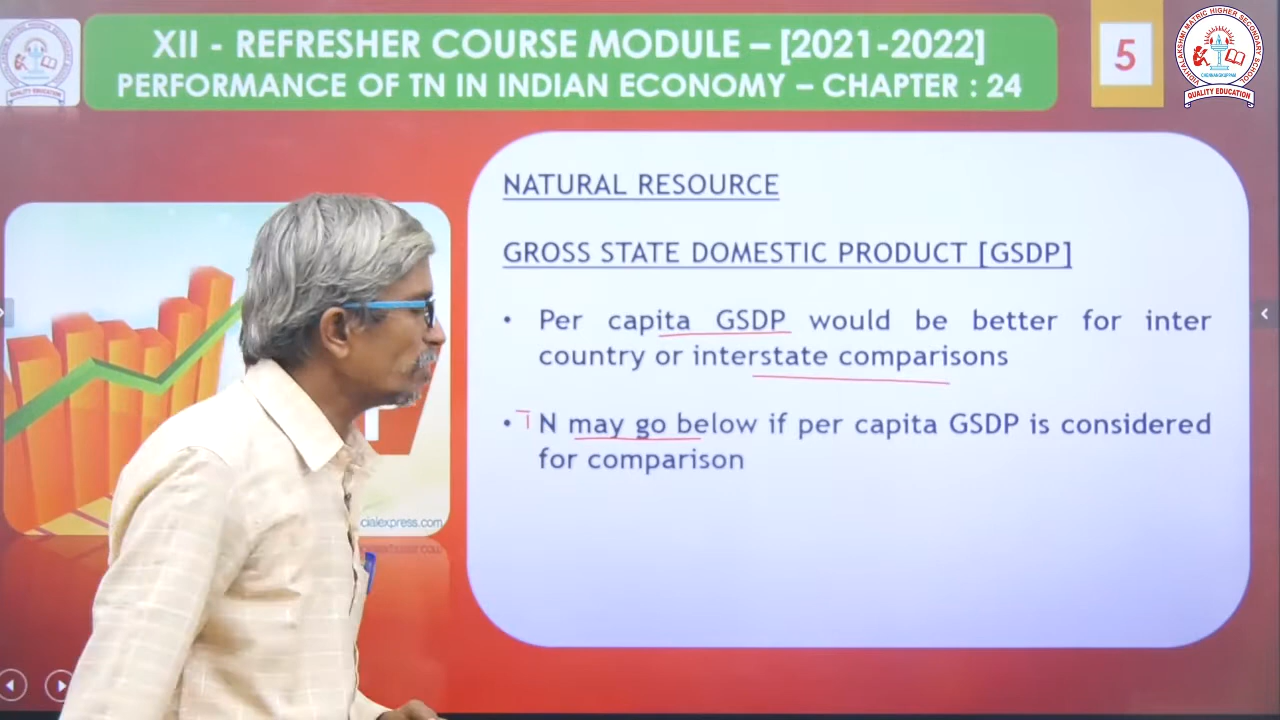 XII - REFRESHER COURSE MODULE – [2021-2022]
PERFORMANCE OF TN IN INDIAN ECONOMY – CHAPTER : 24
5
CHENNANGKUPPAM
QUALITY EDUCATION
NATURAL RESOURCE
GROSS STATE DOMESTIC PRODUCT [GSDP]
• Per capita GSDP would be better for inter
country or interstate comparisons
• T N may go below if per capita GSDP is considered
for comparison
cialexpress.com